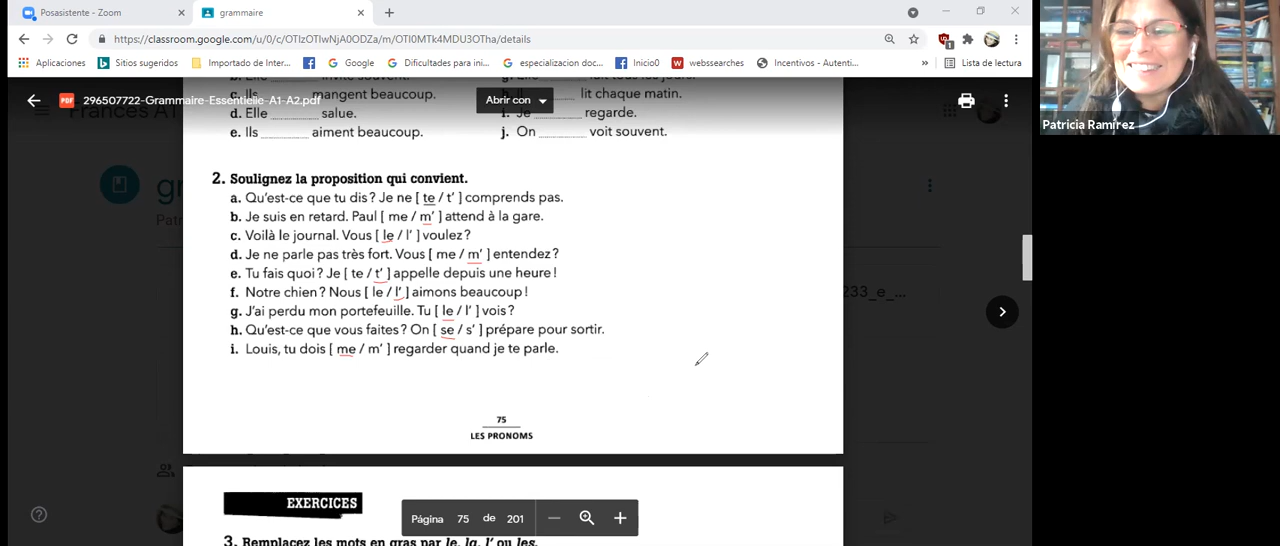 Posasistente - Zoom
grammaire
https://classroom.google.com/u/0/c/OTIzOTIwNjA0ODZa/m/OTI0MTk4MDU3OTha/details
Aplicaciones
Sitios sugeridos
Importado de Inter...
Google
Dificultades para ini...
especializacion doc...
Inicio0
webssearches
Incentivos - Autenti...
»
Lista de lectura
296507722-Grammaire-Essentielle-A1-A2.pdf
Abrir con
c. Ils ........ mangent beaucoup.
lit chaque matin.
d. Elle ........ salue.
i. Je ........ regarde.
e. Ils ........ aiment beaucoup.
j. On ........ voit souvent.
Patricia Ramírez
2. Soulignez la proposition qui convient.
a. Qu'est-ce que tu dis ? Je ne [ te / t' ] comprends pas.
b. Je suis en retard. Paul [ me / m' ] attend à la gare.
c. Voilà le journal. Vous [ le / l' ] voulez ?
d. Je ne parle pas très fort. Vous [ me / m' ] entendez ?
e. Tu fais quoi ? Je [ te / t' ] appelle depuis une heure !
f. Notre chien ? Nous [ le / l' ] aimons beaucoup !
g. J'ai perdu mon portefeuille. Tu [ le / l' ] vois ?
h. Qu'est-ce que vous faites ? On [ se / s' ] prépare pour sortir.
i. Louis, tu dois [ me / m' ] regarder quand je te parle.
75
LES PRONOMS
EXERCICES
Página 75 de 201
3. Remplacez les mots en gras par le, la, l' ou les.